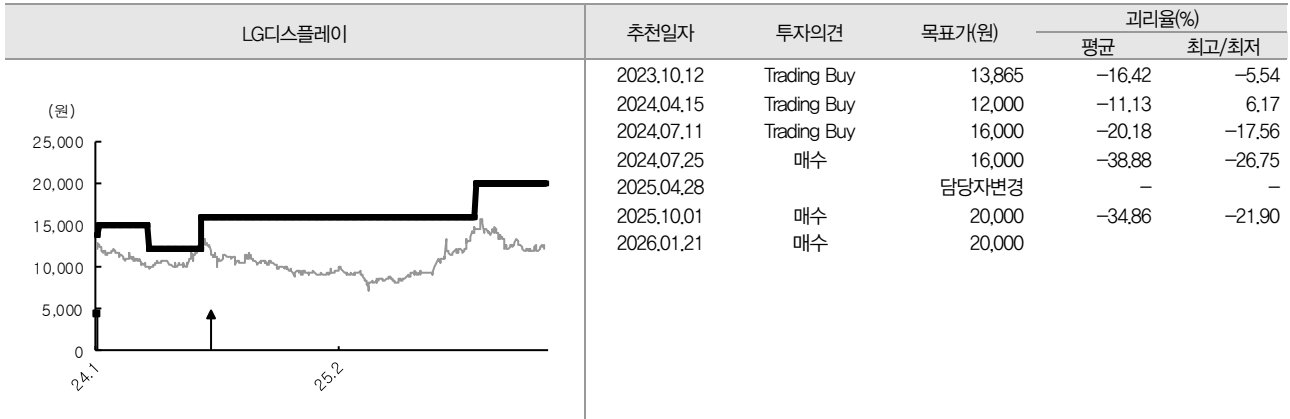 LG디스플레이
추천일자 투자의견 목표가(원) 괴리율(%)
평균 최고/최저
2023.10.12 Trading Buy 13,865 −16.42 −5.54
2024.04.15 Trading Buy 12,000 −11.13 6.17
2024.07.11 Trading Buy 16,000 −20.18 −17.56
2024.07.25 매수 16,000 −38.88 −26.75
2025.04.28 담당자변경 − −
2025.10.01 매수 20,000 −34.86 −21.90
2026.01.21 매수 20,000
(원)
25,000
20,000
15,000
10,000
5,000
0
24.1 25.2